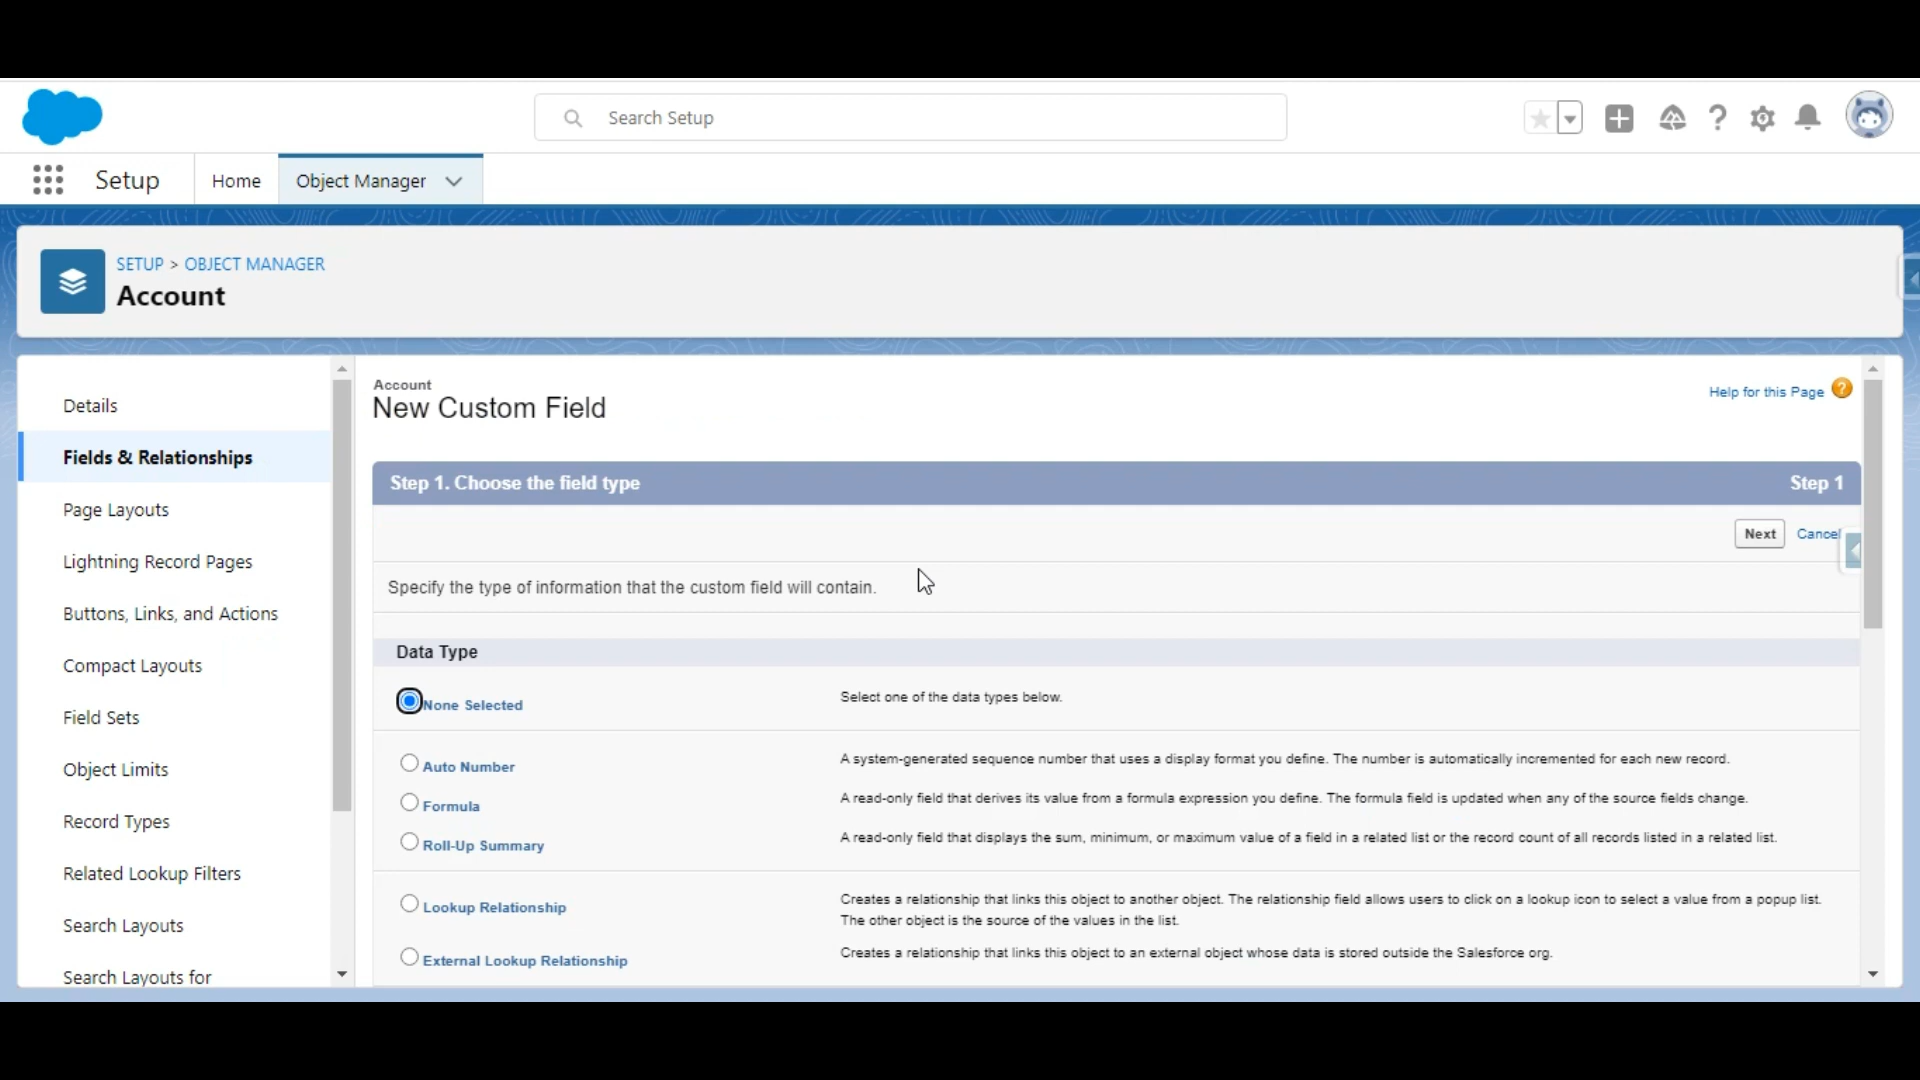 Search Setup
Setup
Home
Object Manager
SETUP > OBJECT MANAGER
Account
Details
Fields & Relationships
Page Layouts
Lightning Record Pages
Buttons, Links, and Actions
Compact Layouts
Field Sets
Object Limits
Record Types
Related Lookup Filters
Search Layouts
Search Layouts for
Account
New Custom Field
Help for this Page ?
Step 1. Choose the field type
Step 1
Next
Cancel
Specify the type of information that the custom field will contain.
Data Type
None Selected
Select one of the data types below.
Auto Number
A system-generated sequence number that uses a display format you define. The number is automatically incremented for each new record.
Formula
A read-only field that derives its value from a formula expression you define. The formula field is updated when any of the source fields change.
Roll-Up Summary
A read-only field that displays the sum, minimum, or maximum value of a field in a related list or the record count of all records listed in a related list.
Lookup Relationship
Creates a relationship that links this object to another object. The relationship field allows users to click on a lookup icon to select a value from a popup list.
The other object is the source of the values in the list.
External Lookup Relationship
Creates a relationship that links this object to an external object whose data is stored outside the Salesforce org.